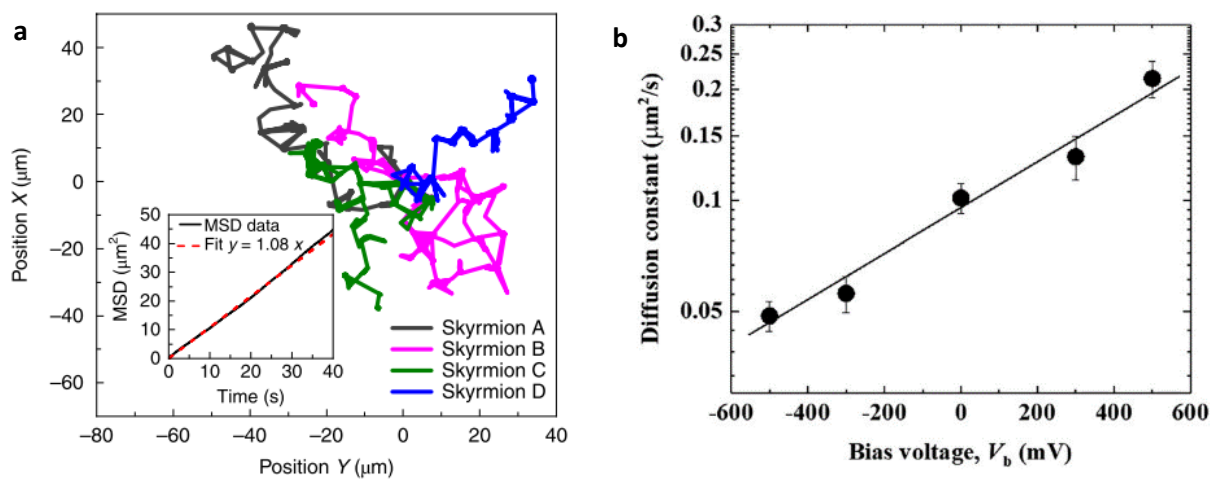 a
Position X (μm)
40
20
0
−20
−40
−60
−80
−60
−40
−20
0
20
40
Position Y (μm)
MSD (μm²)
50
40
30
20
10
0
0
10
20
30
40
Time (s)
MSD data
Fit y = 1.08 x
Skyrmion A
Skyrmion B
Skyrmion C
Skyrmion D
b
Diffusion constant (μm²/s)
0.3
0.2
0.15
0.1
0.05
-600
-400
-200
0
200
400
600
Bias voltage, Vb (mV)